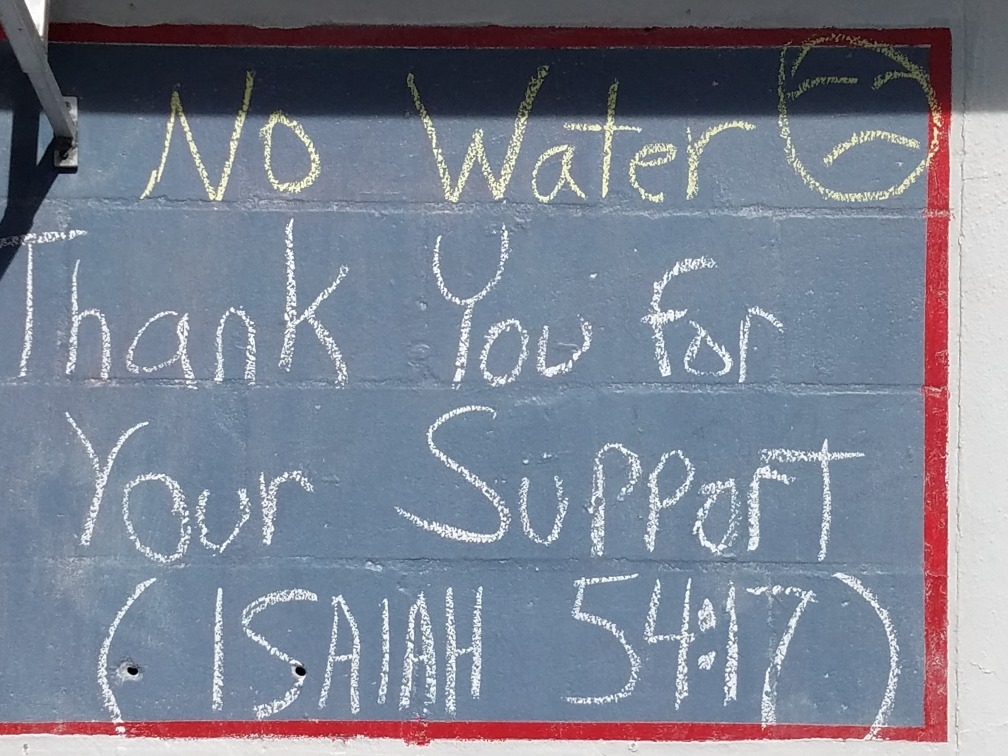 No Water
Thank You for
Your Support
(ISAIAH 54:17)